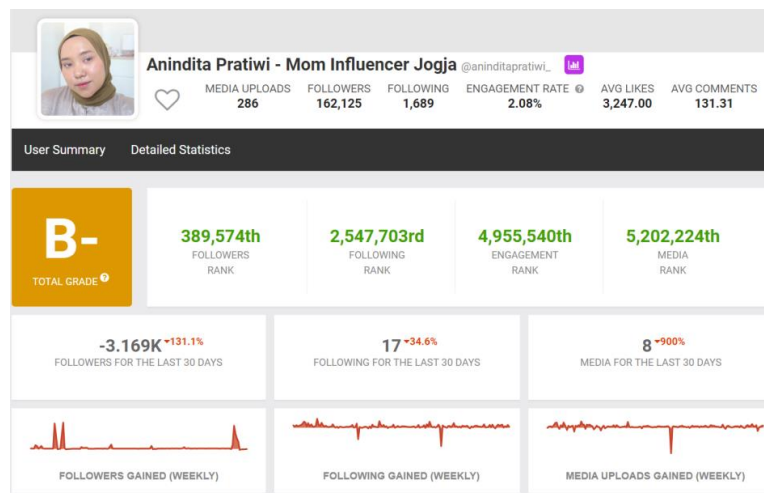 Anindita Pratiwi - Mom Influencer Jogja @aninditapratiwi_
MEDIA UPLOADS FOLLOWERS FOLLOWING ENGAGEMENT RATE ? AVG LIKES AVG COMMENTS
286 162,125 1,689 2.08% 3,247.00 131.31
User Summary Detailed Statistics
B-
TOTAL GRADE ?
389,574th 2,547,703rd 4,955,540th 5,202,224th
FOLLOWERS FOLLOWING ENGAGEMENT MEDIA
RANK RANK RANK RANK
-3.169K 131.1% 17 34.6% 8 900%
FOLLOWERS FOR THE LAST 30 DAYS FOLLOWING FOR THE LAST 30 DAYS MEDIA FOR THE LAST 30 DAYS
FOLLOWERS GAINED (WEEKLY) FOLLOWING GAINED (WEEKLY) MEDIA UPLOADS GAINED (WEEKLY)